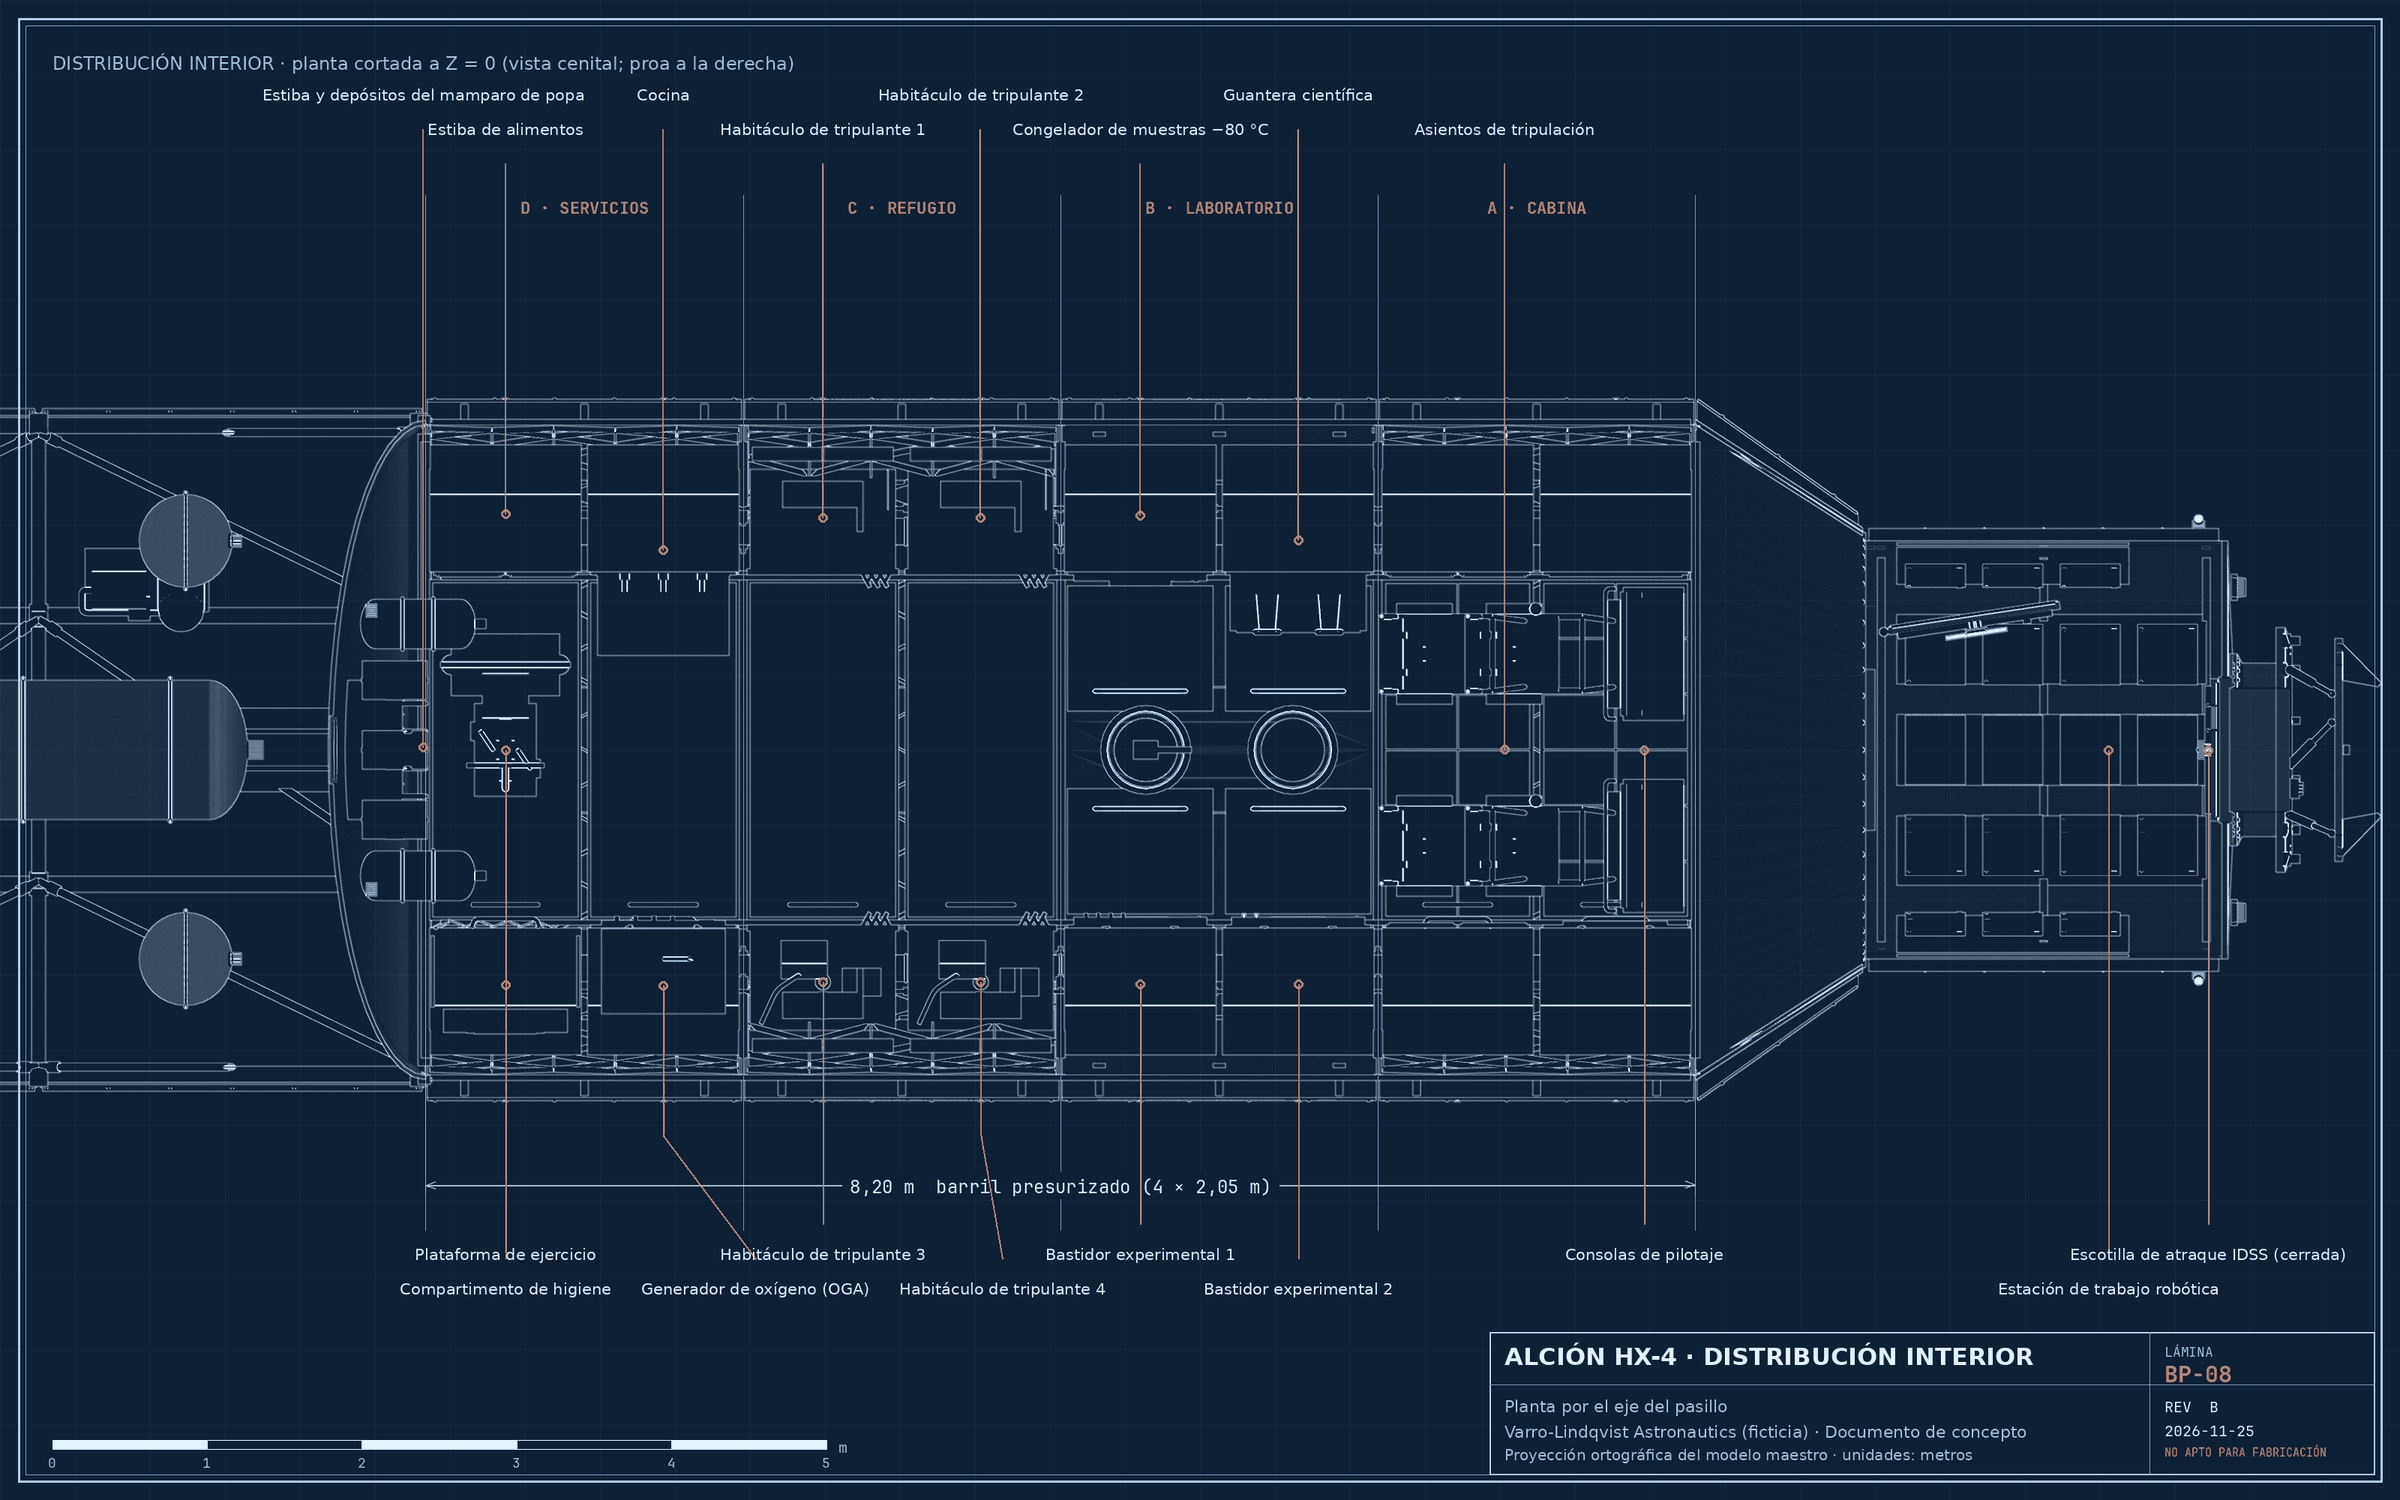 DISTRIBUCIÓN INTERIOR · planta cortada a Z = 0 (vista cenital; proa a la derecha)
Estiba y depósitos del mamparo de popa
Cocina
Habitáculo de tripulante 2
Guantera científica
Estiba de alimentos
Habitáculo de tripulante 1
Congelador de muestras −80 °C
Asientos de tripulación
D · SERVICIOS
C · REFUGIO
B · LABORATORIO
A · CABINA
8,20 m barril presurizado (4 × 2,05 m)
Plataforma de ejercicio
Habitáculo de tripulante 3
Bastidor experimental 1
Consolas de pilotaje
Escotilla de atraque IDSS (cerrada)
Compartimento de higiene
Generador de oxígeno (OGA)
Habitáculo de tripulante 4
Bastidor experimental 2
Estación de trabajo robótica
ALCIÓN HX-4 · DISTRIBUCIÓN INTERIOR
LÁMINA
BP-08
Planta por el eje del pasillo
Varro-Lindqvist Astronautics (ficticia) · Documento de concepto
Proyección ortográfica del modelo maestro · unidades: metros
REV B
2026-11-25
NO APTO PARA FABRICACIÓN
m
0 1 2 3 4 5